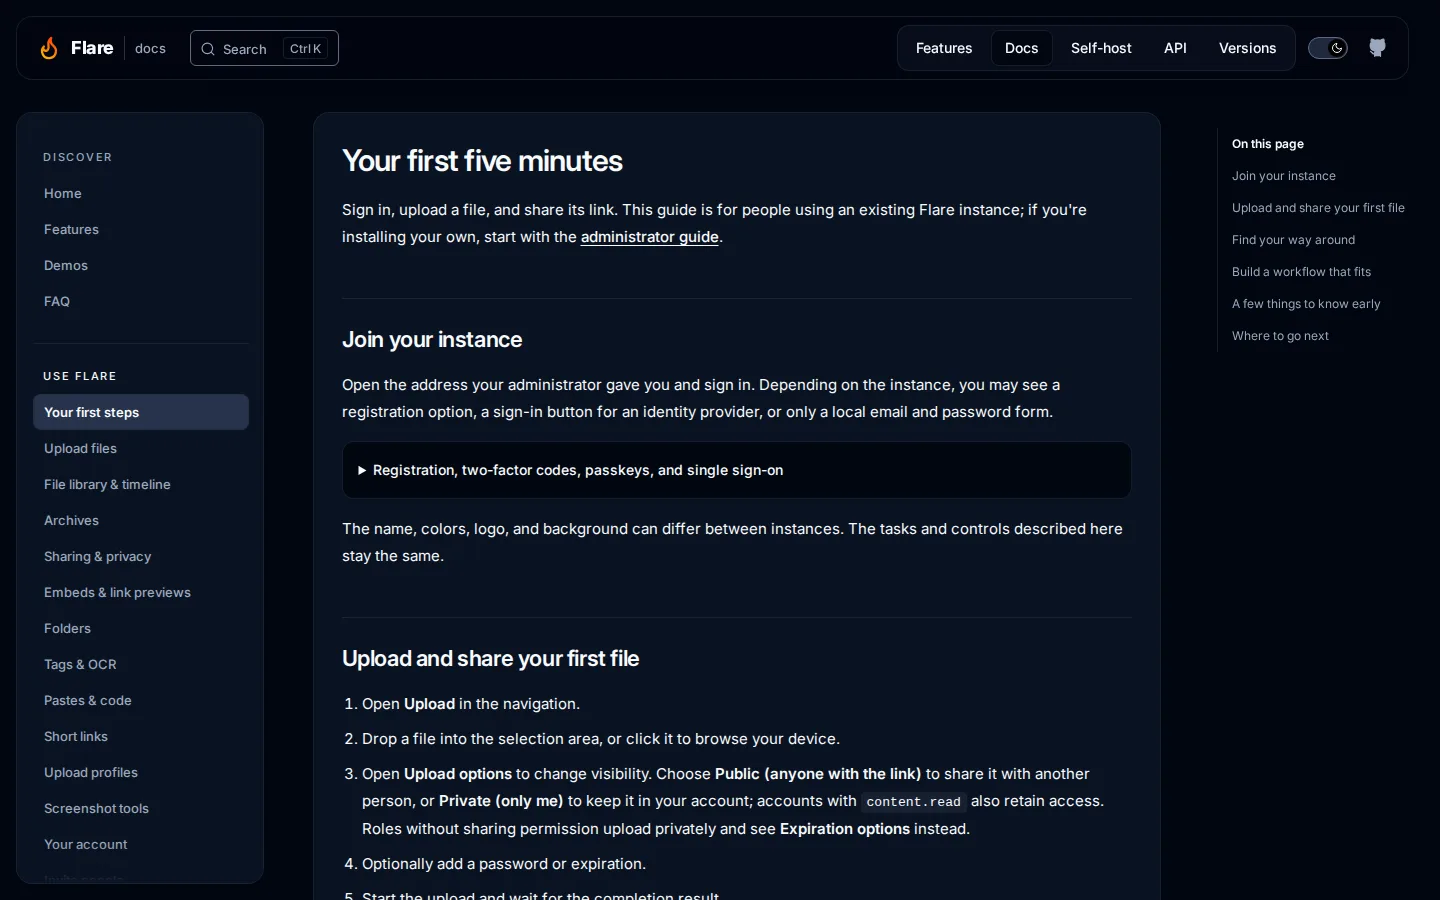 Flare
docs
Search
Ctrl K
Features
Docs
Self-host
API
Versions
DISCOVER
Home
Features
Demos
FAQ
USE FLARE
Your first steps
Upload files
File library & timeline
Archives
Sharing & privacy
Embeds & link previews
Folders
Tags & OCR
Pastes & code
Short links
Upload profiles
Screenshot tools
Your account
Your first five minutes
Sign in, upload a file, and share its link. This guide is for people using an existing Flare instance; if you're
installing your own, start with the administrator guide.
Join your instance
Open the address your administrator gave you and sign in. Depending on the instance, you may see a
registration option, a sign-in button for an identity provider, or only a local email and password form.
Registration, two-factor codes, passkeys, and single sign-on
The name, colors, logo, and background can differ between instances. The tasks and controls described here
stay the same.
Upload and share your first file
1. Open Upload in the navigation.
2. Drop a file into the selection area, or click it to browse your device.
3. Open Upload options to change visibility. Choose Public (anyone with the link) to share it with another
person, or Private (only me) to keep it in your account; accounts with content.read also retain access.
Roles without sharing permission upload privately and see Expiration options instead.
4. Optionally add a password or expiration.
5. Start the upload and wait for the completion result.
On this page
Join your instance
Upload and share your first file
Find your way around
Build a workflow that fits
A few things to know early
Where to go next